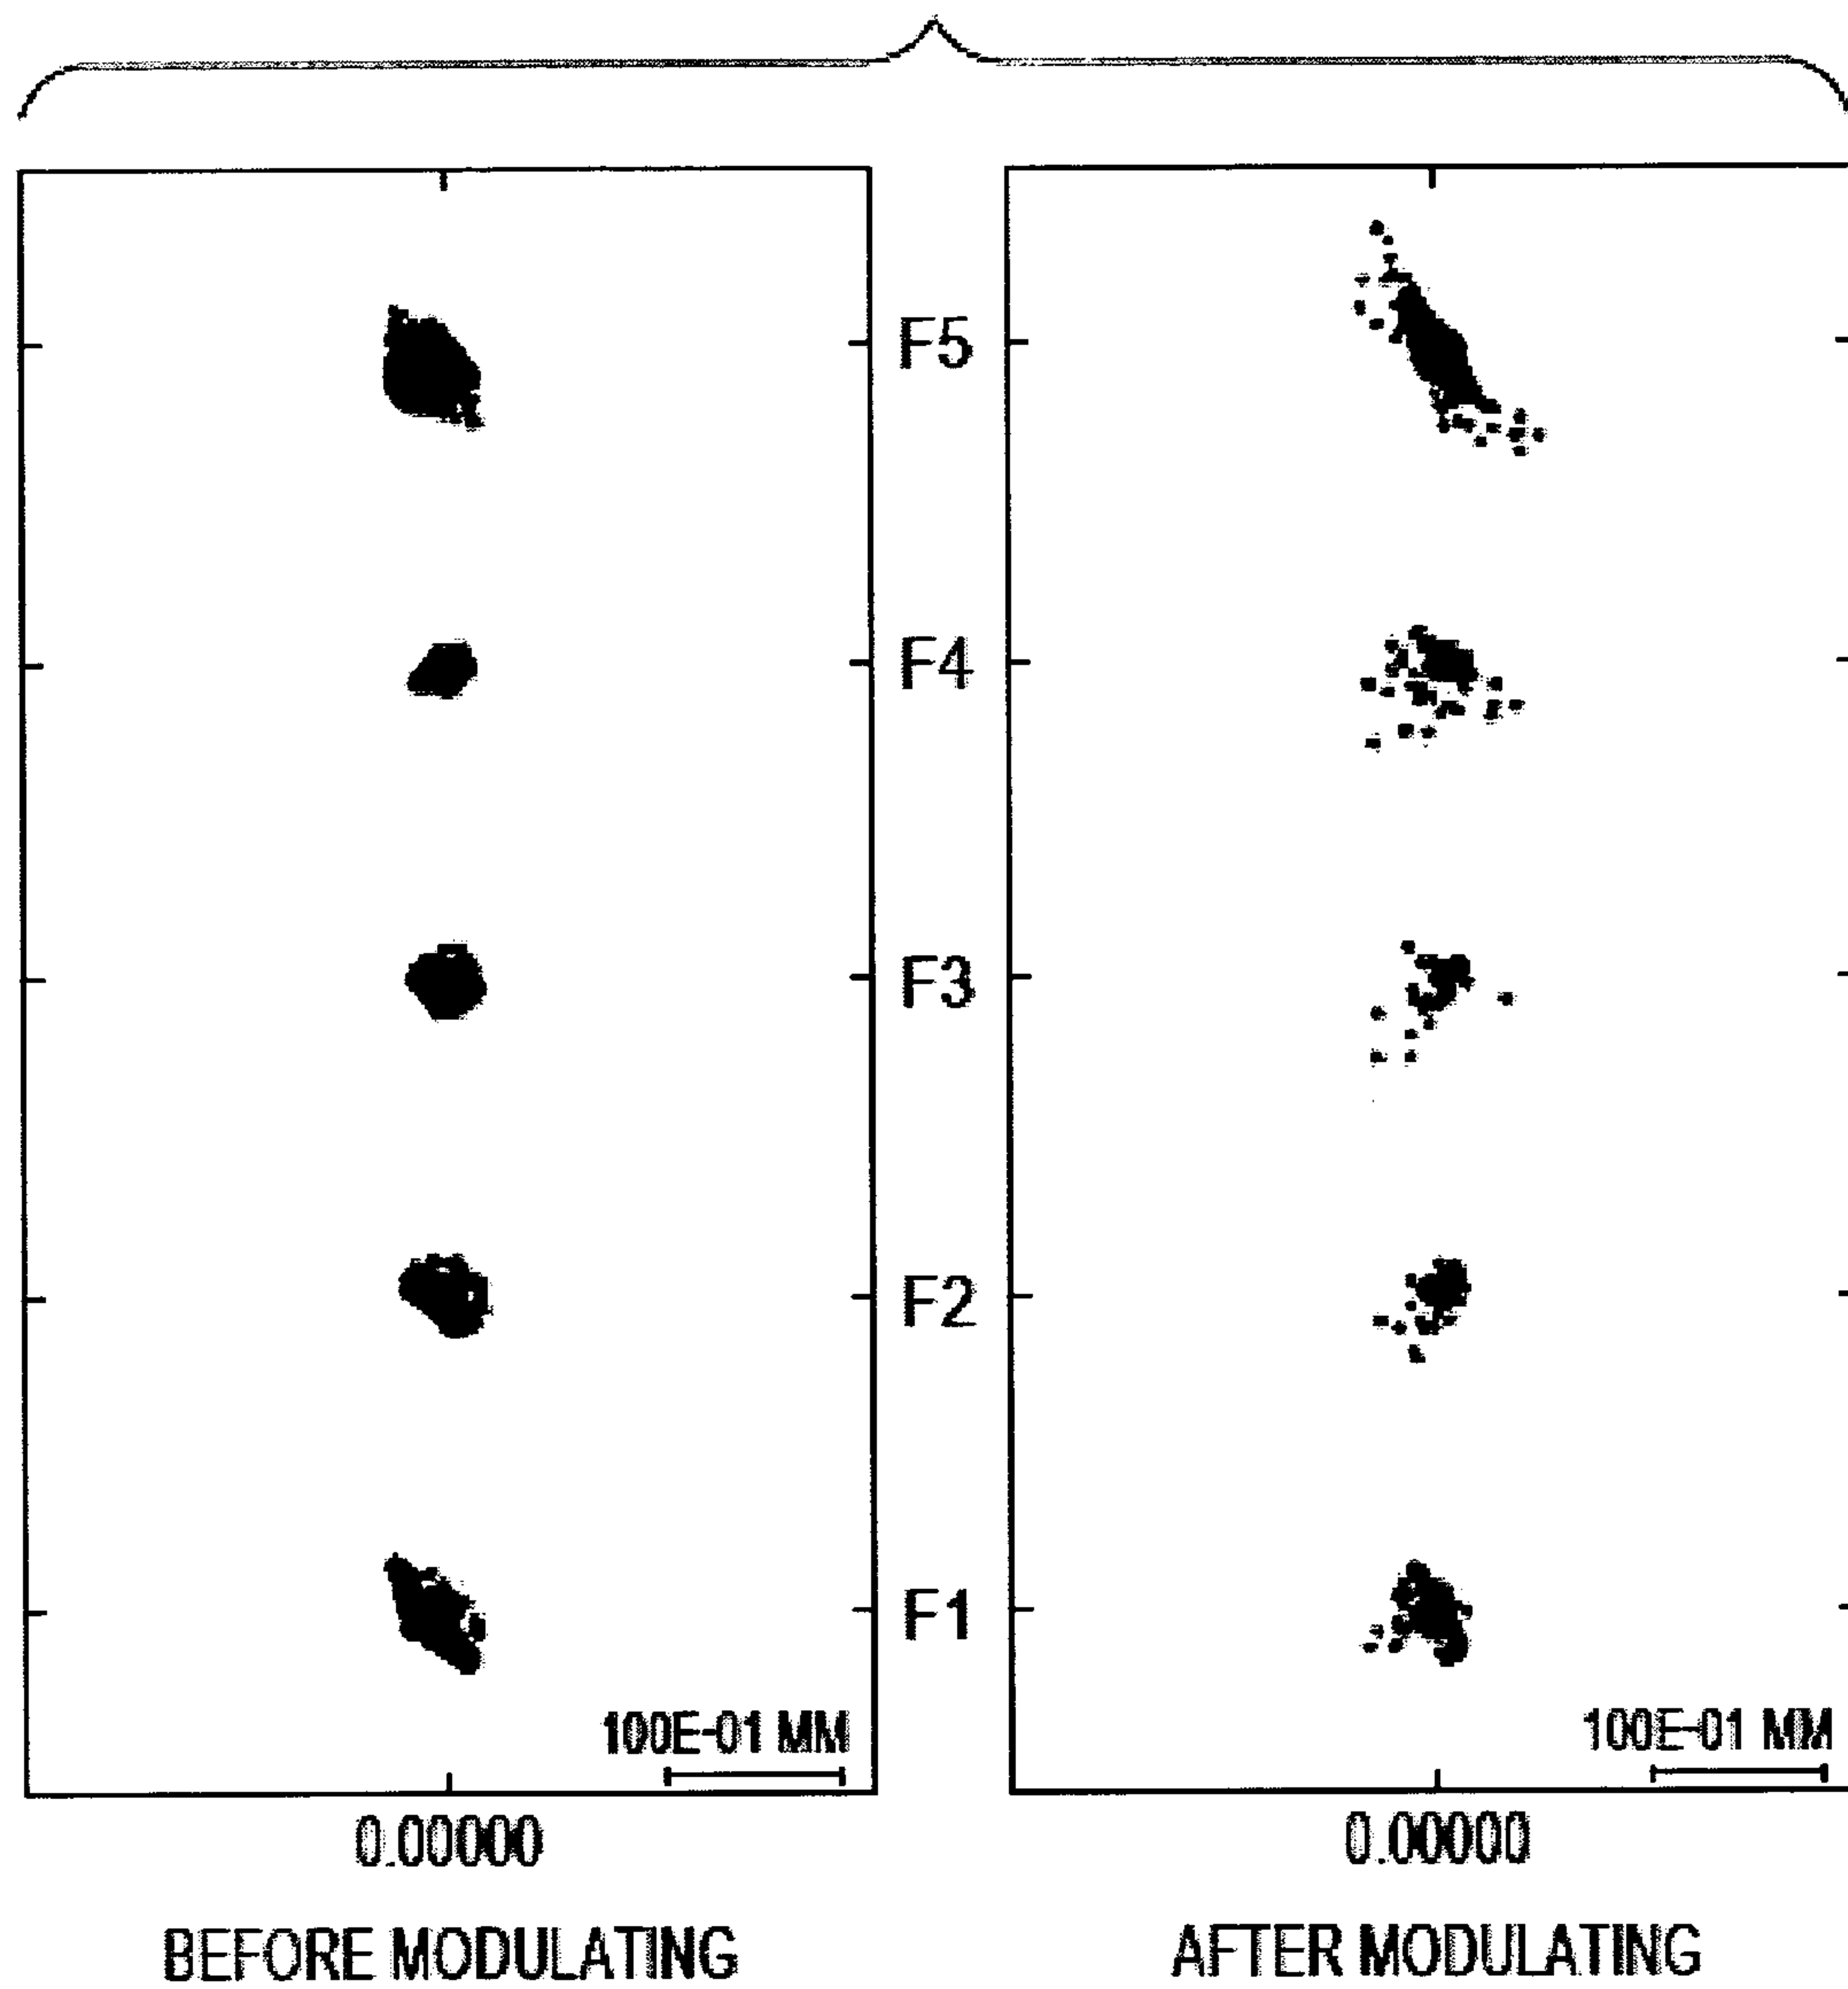 F5
F4
F3
F2
F1
100E-01 MM
100E-01 MM
0.00000
0.00000
BEFORE MODULATING
AFTER MODULATING